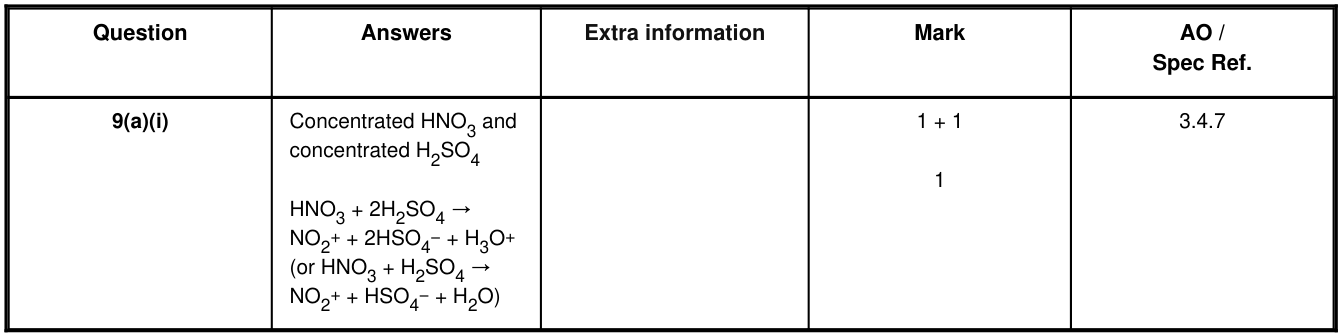 Question Answers Extra information Mark AO /
Spec Ref.
9(a)(i) Concentrated HNO3 and 1 + 1 3.4.7
concentrated H2SO4
1
HNO3 + 2H2SO4 →
NO2+ + 2HSO4– + H3O+
(or HNO3 + H2SO4 →
NO2+ + HSO4– + H2O)